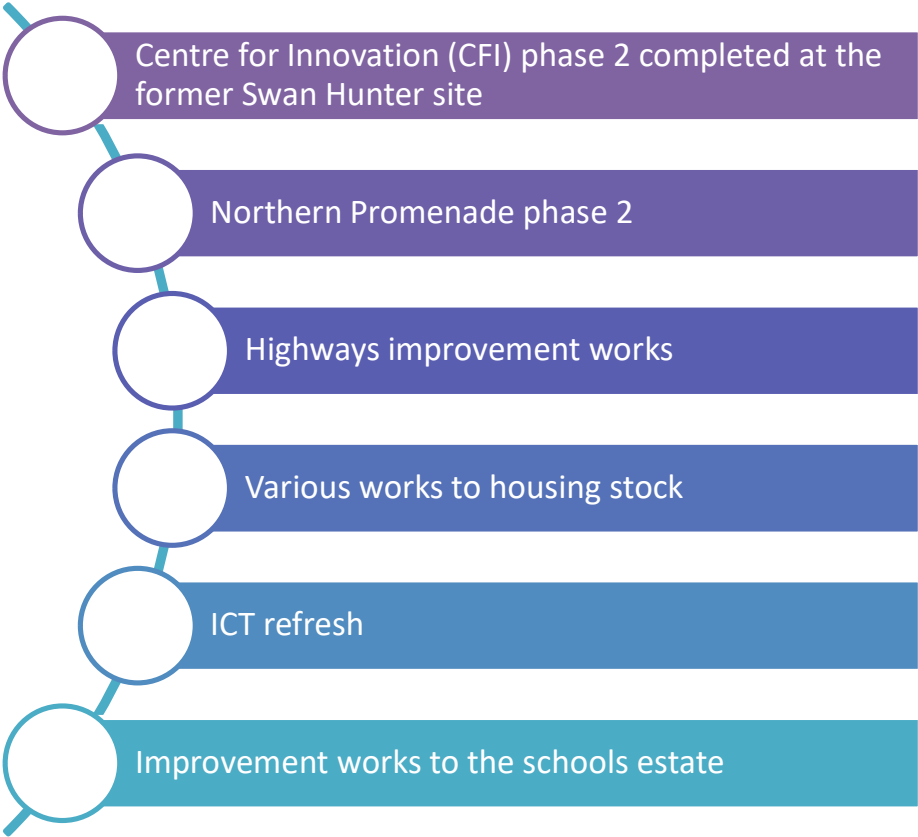 Centre for Innovation (CFI) phase 2 completed at the
former Swan Hunter site
Northern Promenade phase 2
Highways improvement works
Various works to housing stock
ICT refresh
Improvement works to the schools estate